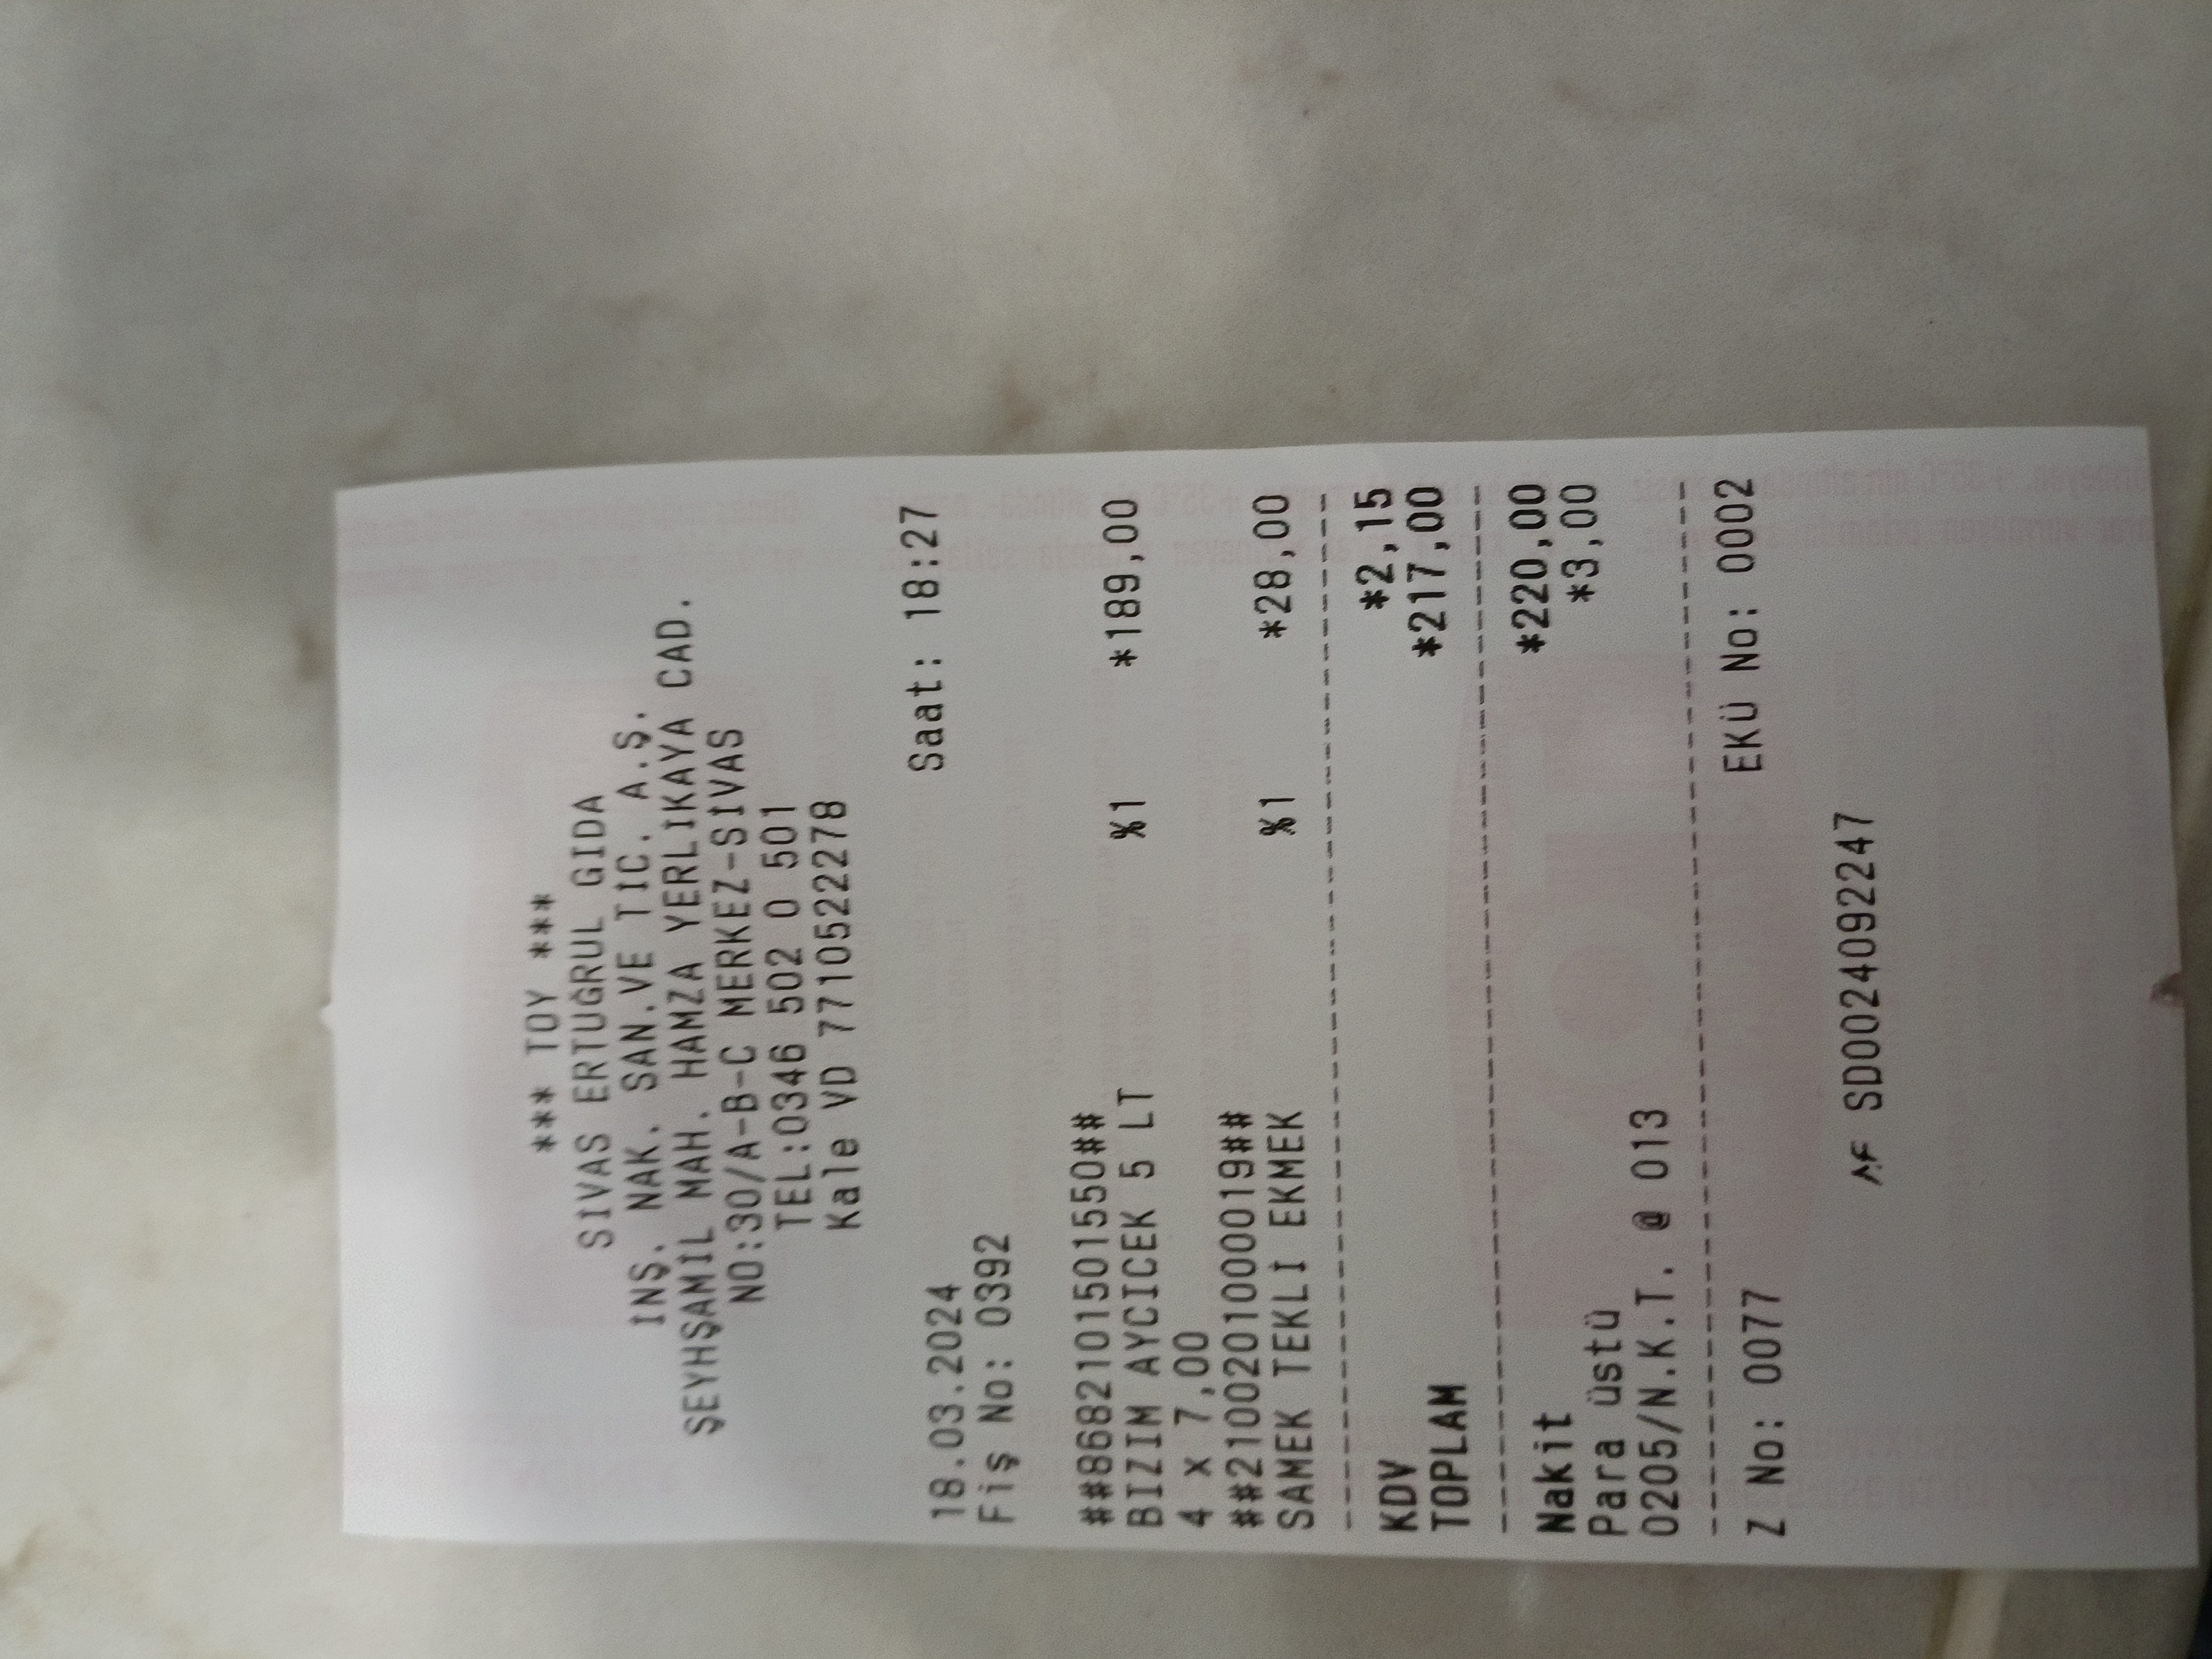 *** TOY ***
SİVAS ERTUĞRUL GIDA
İNŞ. NAK. SAN.VE TİC. A.Ş.
ŞEYHŞAMİL MAH. HAMZA YERLİKAYA CAD.
NO:30/A-B-C MERKEZ-SİVAS
TEL:0346 502 0 501
Kale VD 7710522278
18.03.2024 Saat: 18:27
Fiş No: 0392
##8682101501550##
BIZIM AYCICEK 5 LT %1 *189,00
4 x 7,00
##2100201000019##
SAMEK TEKLİ EKMEK %1 *28,00
KDV *2,15
TOPLAM *217,00
Nakit *220,00
Para üstü *3,00
0205/N.K.T. @ 013
Z No: 0077 EKÜ No: 0002
SD0024092247